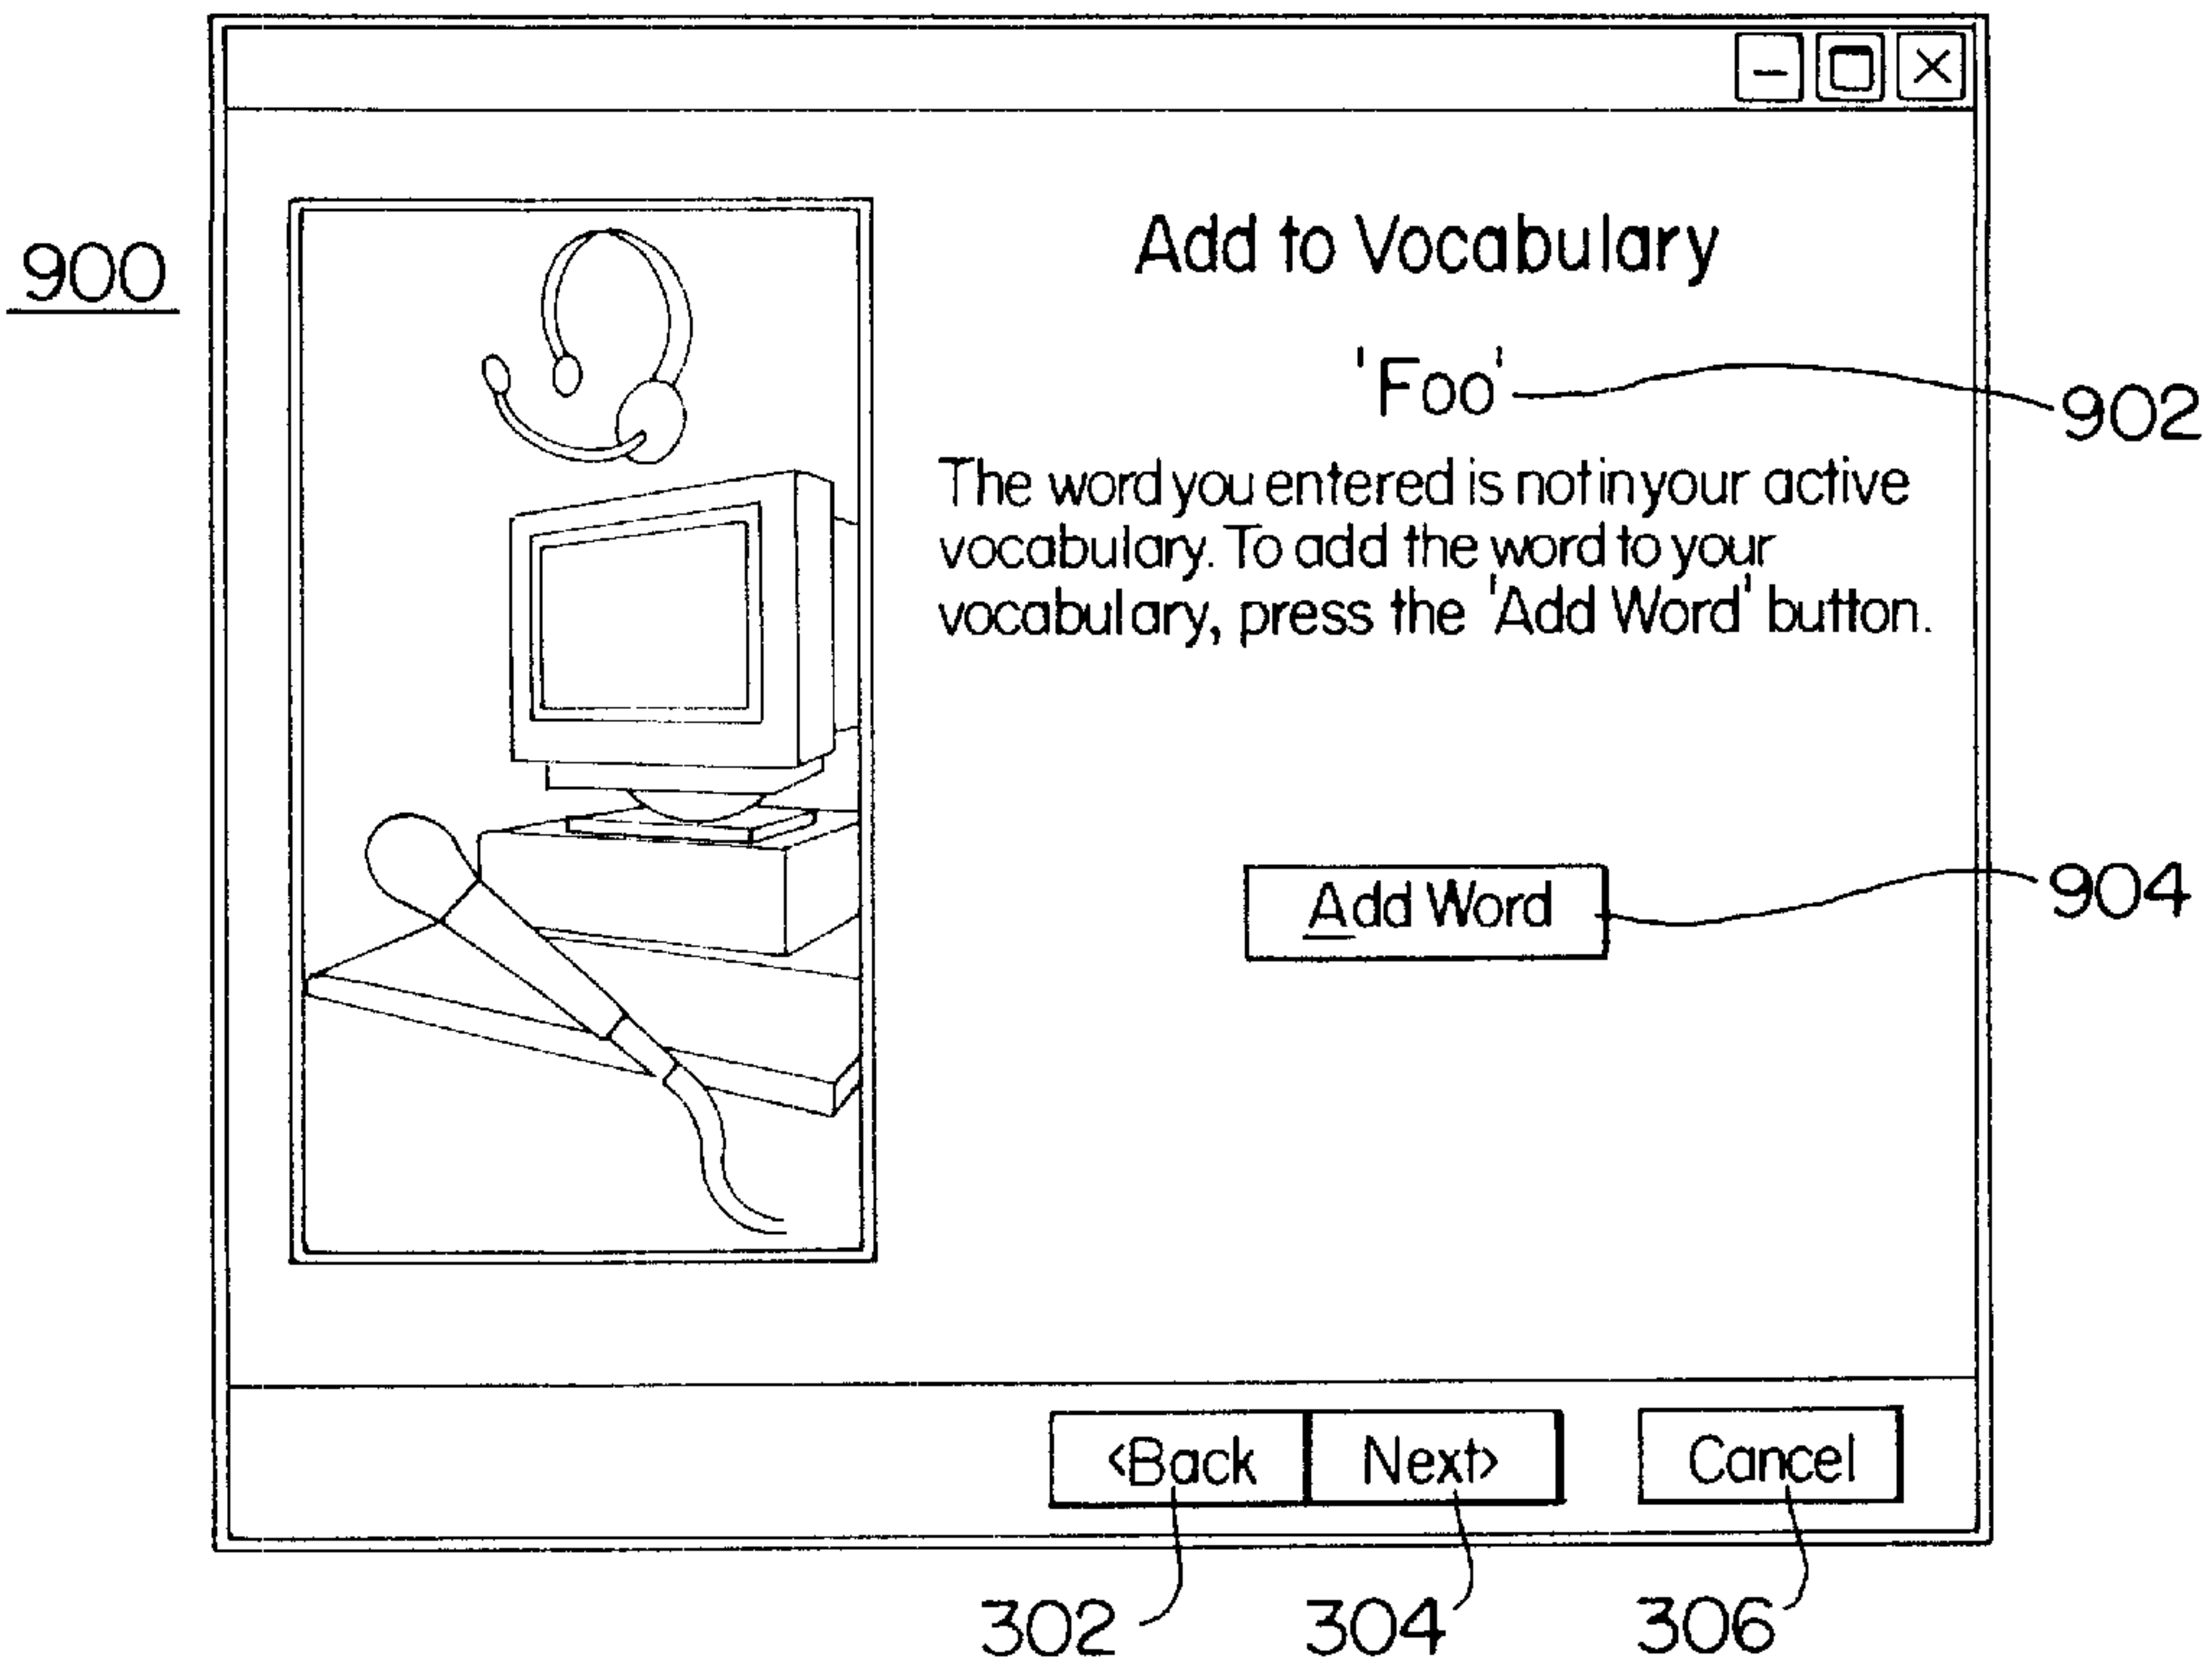 900
Add to Vocabulary
'Foo'
902
The word you entered is not in your active
vocabulary. To add the word to your
vocabulary, press the 'Add Word' button.
Add Word
904
<Back
Next>
Cancel
302
304
306